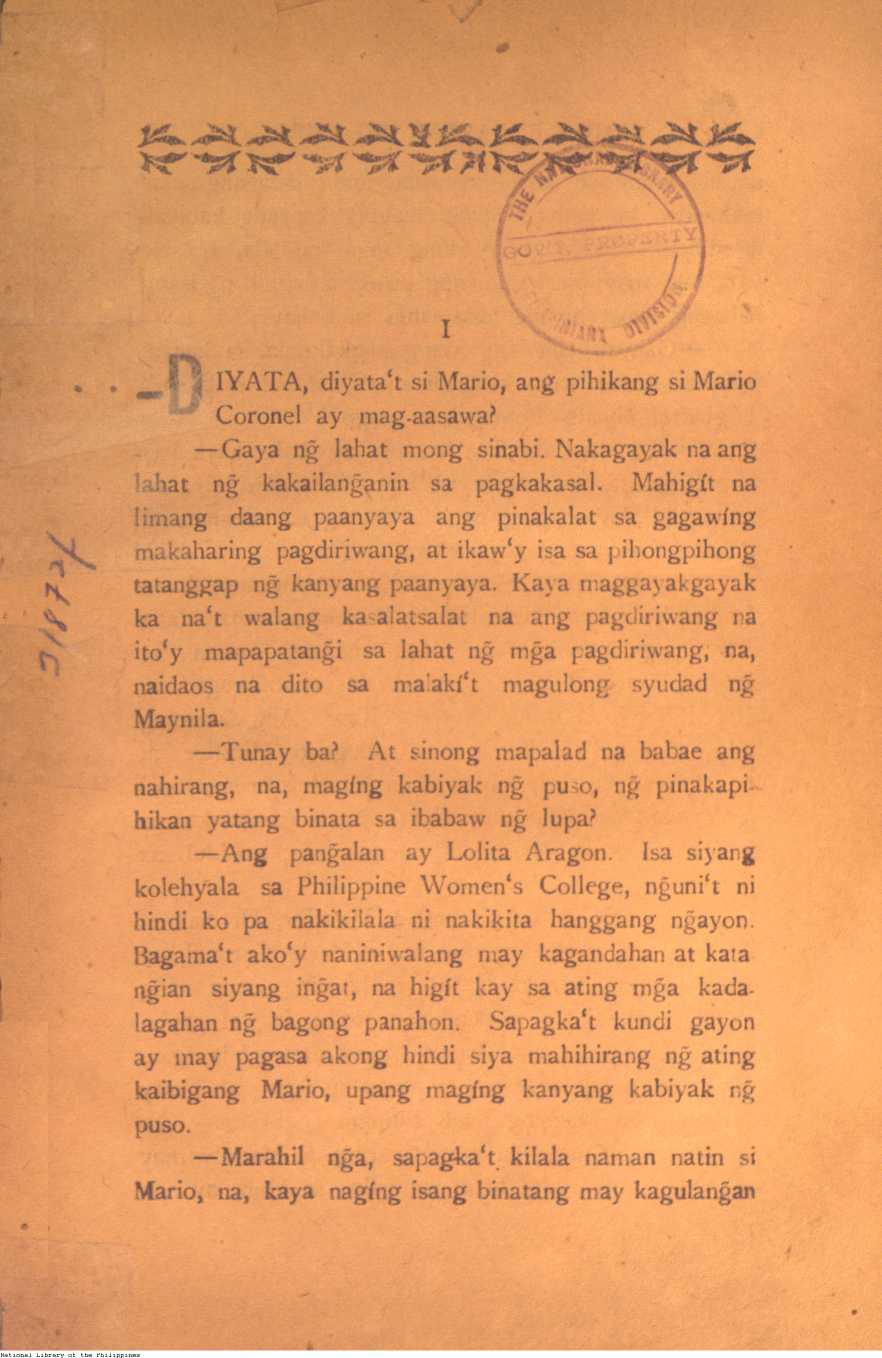 THE NATIONAL LIBRARY
GOV'T. PROPERTY
DIVISION
I
—DIYATA, diyata‘t si Mario, ang pihikang si Mario
Coronel ay mag-aasawa?
—Gaya ng̃ lahat mong sinabi. Nakagayak na ang
lahat ng̃ kakailang̃anin sa pagkakasal. Mahigít na
limang daang paanyaya ang pinakalat sa gagawíng
makaharing pagdiriwang, at ikaw‘y isa sa pihongpihong
tatanggap ng̃ kanyang paanyaya. Kaya maggayakgayak
ka na‘t walang kasalatsalat na ang pagdiriwang na
ito‘y mapapatang̃i sa lahat ng̃ mg̃a pagdiriwang, na,
naidaos na dito sa malakí‘t magulong syudad ng̃
Maynila.
—Tunay ba? At sinong mapalad na babae ang
nahirang, na, magíng kabiyak ng̃ puso, ng̃ pinakapi-
hikan yatang binata sa ibabaw ng̃ lupa?
—Ang pang̃alan ay Lolita Aragon. Isa siyang
kolehyala sa Philippine Women‘s College, ng̃uni‘t ni
hindi ko pa nakikilala ni nakikita hanggang ng̃ayon.
Bagama‘t ako‘y naniniwalang may kagandahan at kata
ng̃ian siyang ing̃at, na higít kay sa ating mg̃a kada-
lagahan ng̃ bagong panahon. Sapagka‘t kundi gayon
ay may pagasa akong hindi siya mahihirang ng̃ ating
kaibigang Mario, upang magíng kanyang kabiyak ng̃
puso.
—Marahil ng̃a, sapagka‘t kilala naman natin si
Mario, na, kaya nagíng isang binatang may kagulang̃an
National Library of the Philippines